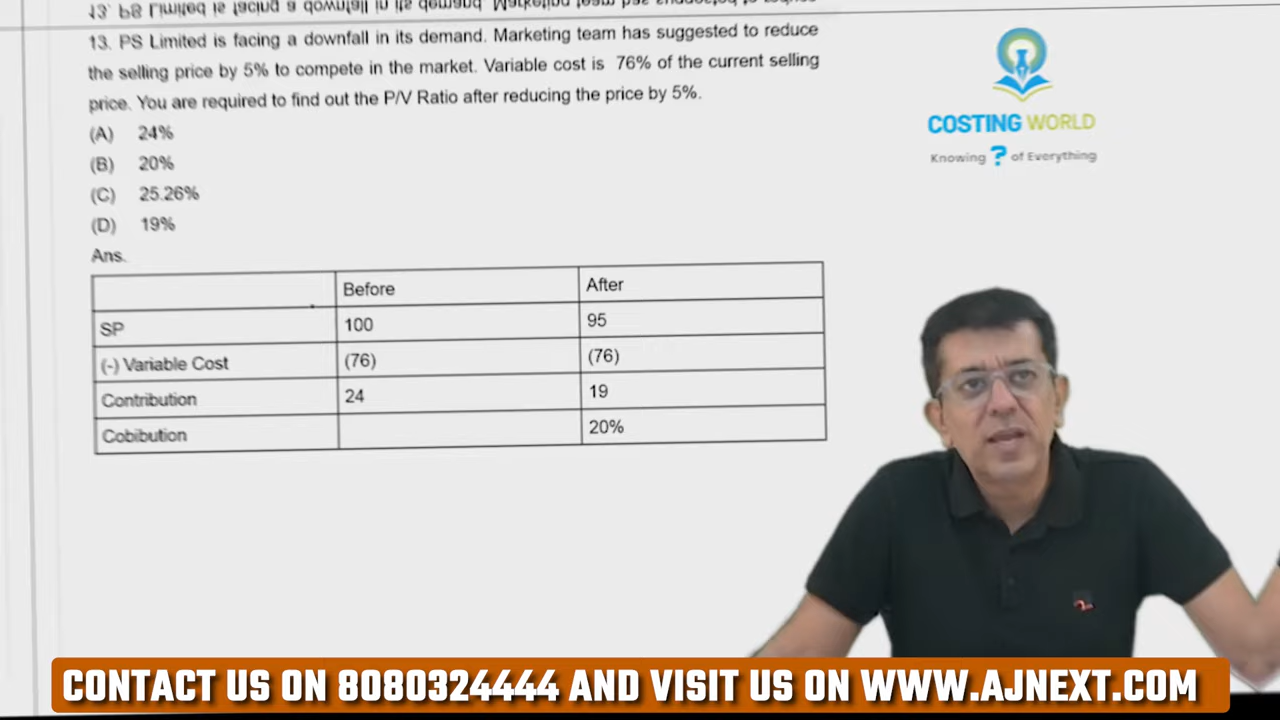 13. PS Limited is facing a downfall in its demand. Marketing team has suggested to reduce
the selling price by 5% to compete in the market. Variable cost is 76% of the current selling
price. You are required to find out the P/V Ratio after reducing the price by 5%.
(A) 24%
(B) 20%
(C) 25.26%
(D) 19%
Ans.
Before After
SP 100 95
(-) Variable Cost (76) (76)
Contribution 24 19
Cobibution 20%
COSTING WORLD
Knowing ? of Everything
CONTACT US ON 8080324444 AND VISIT US ON WWW.AJNEXT.COM